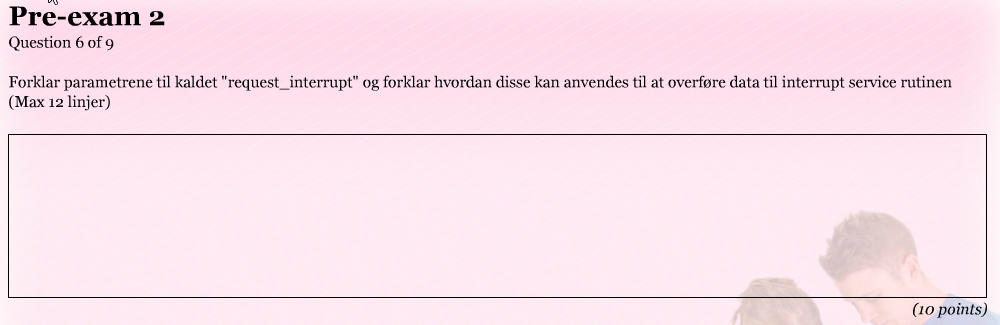 Pre-exam 2
Question 6 of 9
Forklar parametrene til kaldet "request_interrupt" og forklar hvordan disse kan anvendes til at overføre data til interrupt service rutinen
(Max 12 linjer)
(10 points)